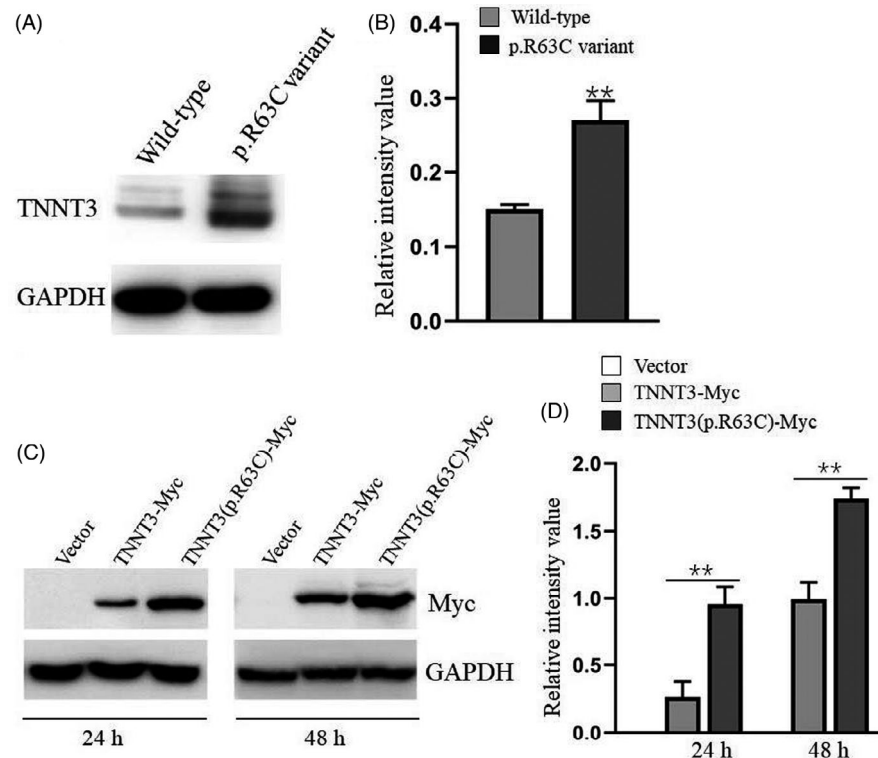 (A)
Wild-type
p.R63C variant
TNNT3
GAPDH
(B)
Wild-type
p.R63C variant
Relative intensity value
0.4
0.3
0.2
0.1
0.0
**
(C)
Vector
TNNT3-Myc
TNNT3(p.R63C)-Myc
Vector
TNNT3-Myc
TNNT3(p.R63C)-Myc
Myc
GAPDH
24 h
48 h
Vector
TNNT3-Myc
TNNT3(p.R63C)-Myc
(D)
Relative intensity value
2.0
1.5
1.0
0.5
0.0
**
**
24 h
48 h